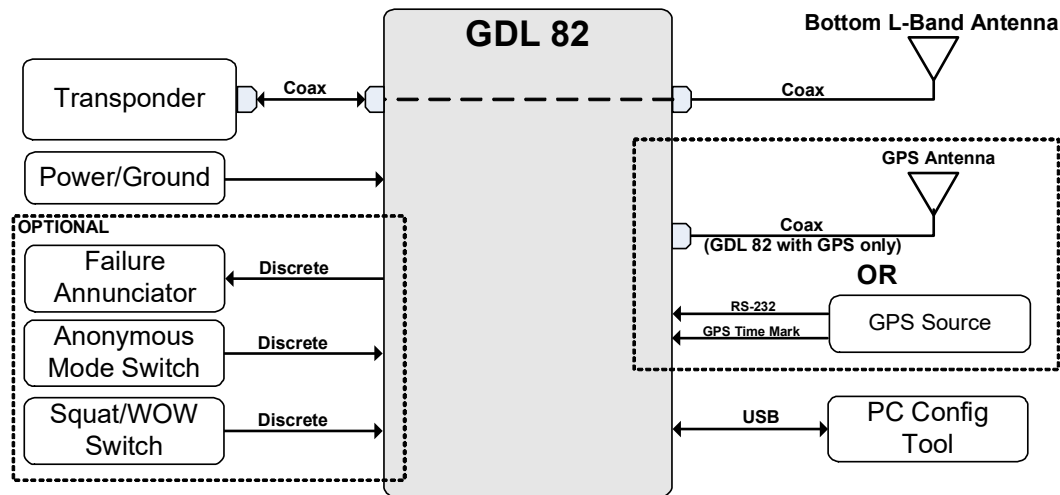 GDL 82
Bottom L-Band Antenna
Transponder
Coax
Coax
Power/Ground
GPS Antenna
OPTIONAL
Coax
(GDL 82 with GPS only)
Failure
Annunciator
Discrete
OR
RS-232
GPS Source
GPS Time Mark
Anonymous
Mode Switch
Discrete
Squat/WOW
Switch
Discrete
USB
PC Config
Tool